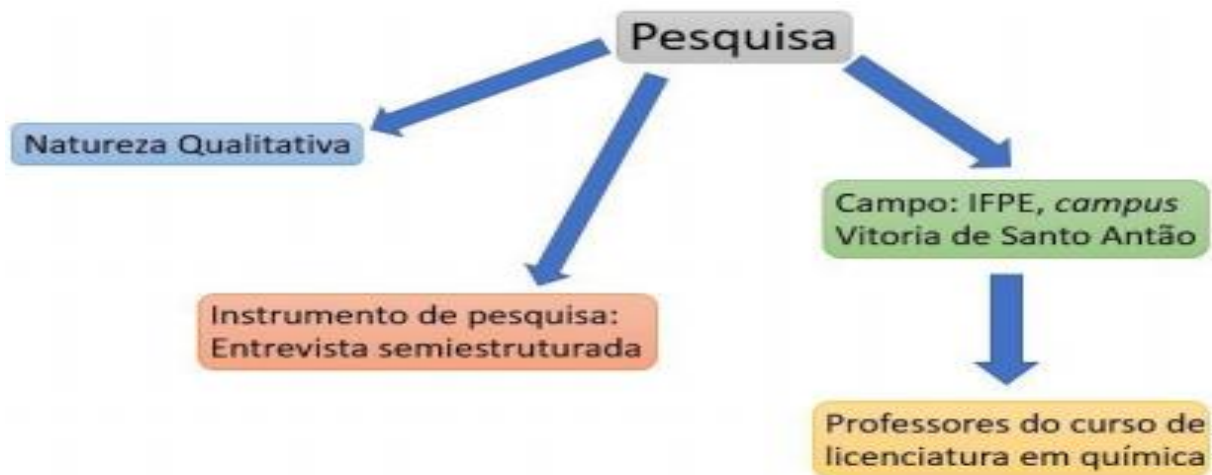 Pesquisa
Natureza Qualitativa
Campo: IFPE, campus
Vitoria de Santo Antão
Instrumento de pesquisa:
Entrevista semiestruturada
Professores do curso de
licenciatura em química